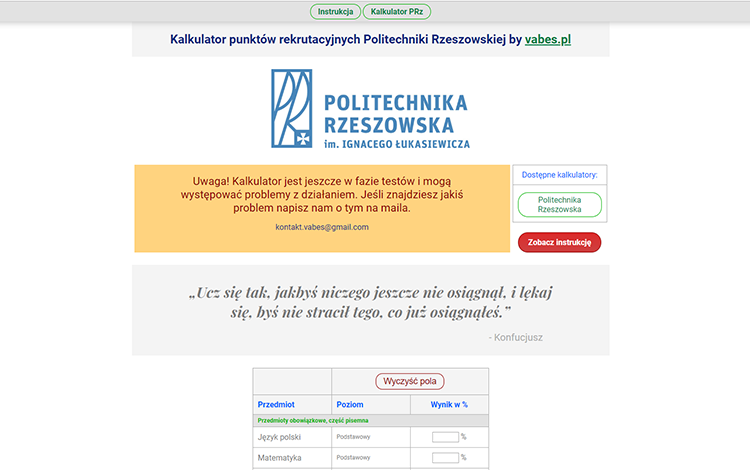 Instrukcja Kalkulator PRz
Kalkulator punktów rekrutacyjnych Politechniki Rzeszowskiej by vabes.pl
POLITECHNIKA
RZESZOWSKA
im. IGNACEGO ŁUKASIEWICZA
Uwaga! Kalkulator jest jeszcze w fazie testów i mogą
występować problemy z działaniem. Jeśli znajdziesz jakiś
problem napisz nam o tym na maila.
kontakt.vabes@gmail.com
Dostępne kalkulatory:
Politechnika
Rzeszowska
Zobacz instrukcję
„Ucz się tak, jakbyś niczego jeszcze nie osiągnął, i lękaj
się, byś nie stracił tego, co już osiągnąłeś.”
- Konfucjusz
Wyczyść pola
Przedmiot Poziom Wynik w %
Przedmioty obowiązkowe, część pisemna
Język polski Podstawowy %
Matematyka Podstawowy %